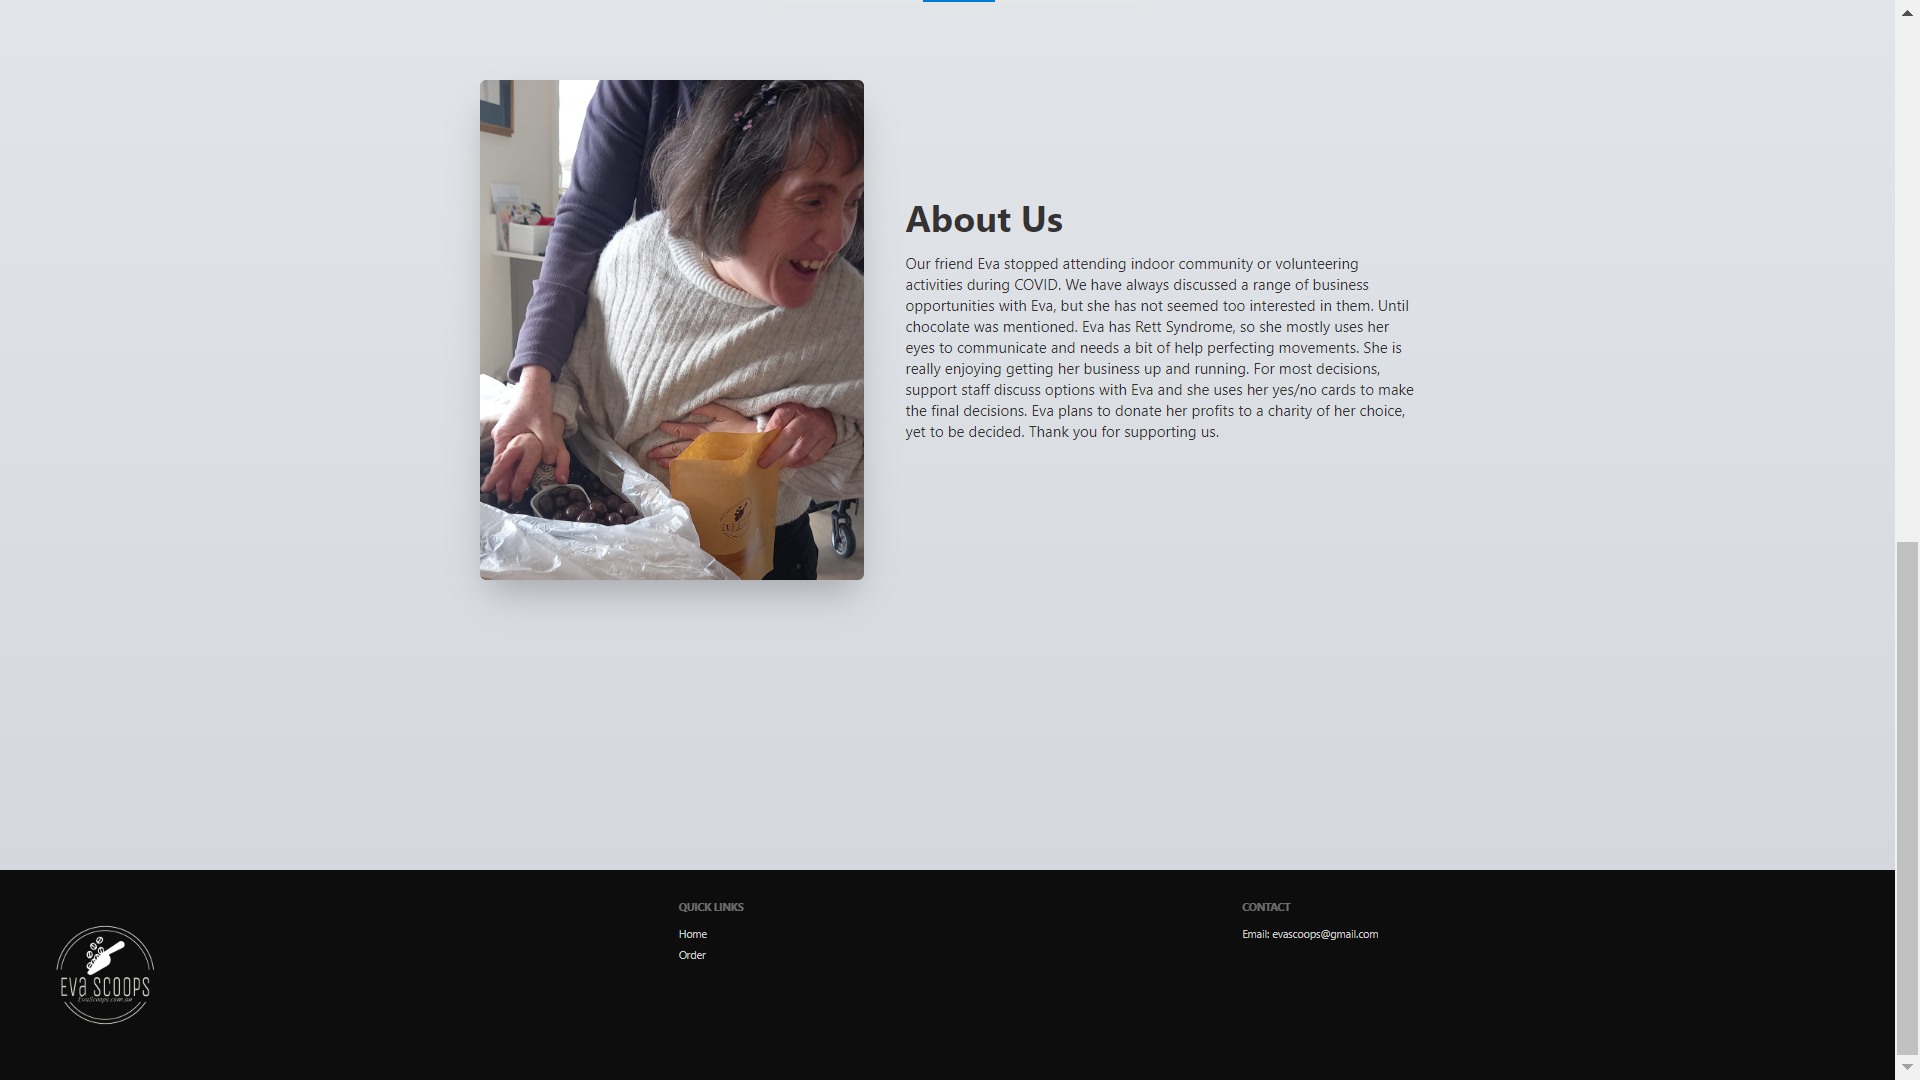 About Us
Our friend Eva stopped attending indoor community or volunteering
activities during COVID. We have always discussed a range of business
opportunities with Eva, but she has not seemed too interested in them. Until
chocolate was mentioned. Eva has Rett Syndrome, so she mostly uses her
eyes to communicate and needs a bit of help perfecting movements. She is
really enjoying getting her business up and running. For most decisions,
support staff discuss options with Eva and she uses her yes/no cards to make
the final decisions. Eva plans to donate her profits to a charity of her choice,
yet to be decided. Thank you for supporting us.
EVa SCOOPS
EvaScoops.com.au
QUICK LINKS
Home
Order
CONTACT
Email: evascoops@gmail.com